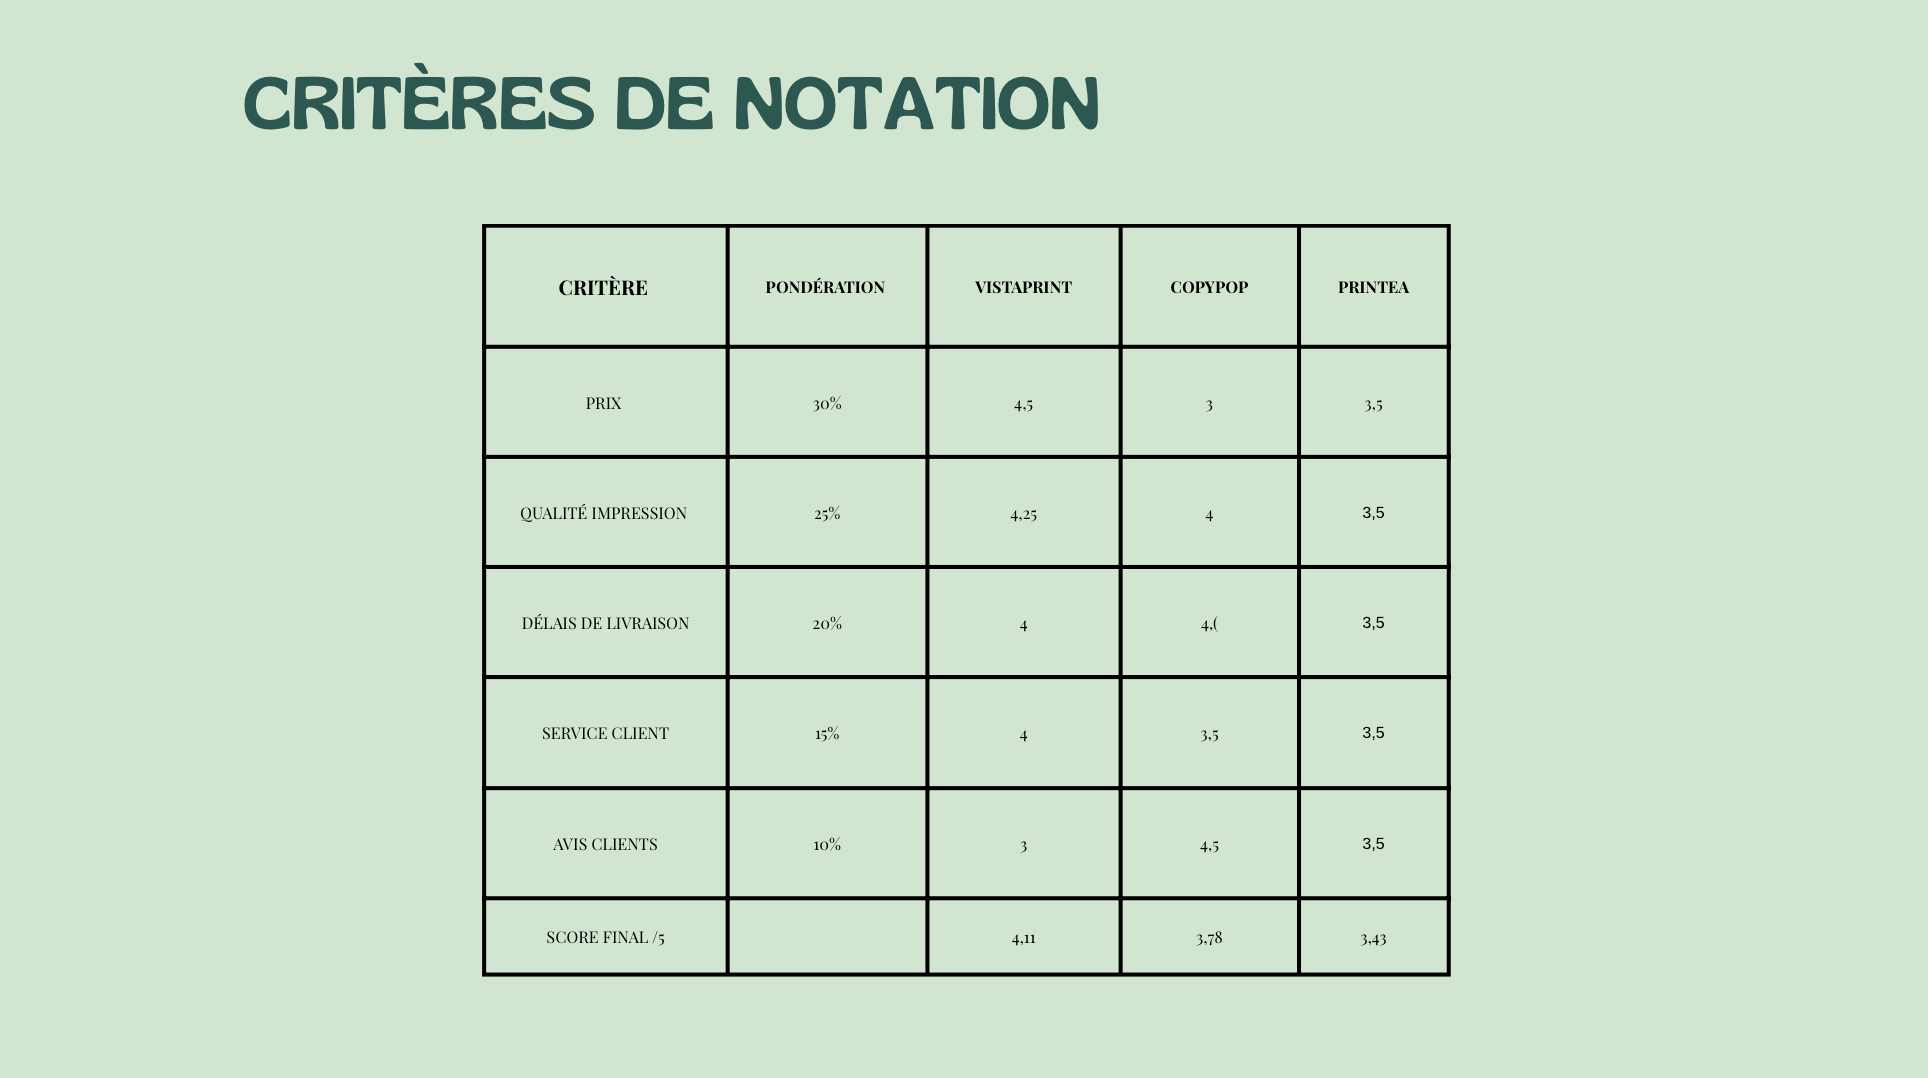 CRITÈRES DE NOTATION
CRITÈRE PONDÉRATION VISTAPRINT COPYPOP PRINTEA
PRIX 30% 4,5 3 3,5
QUALITÉ IMPRESSION 25% 4,25 4 3,5
DÉLAIS DE LIVRAISON 20% 4 4,( 3,5
SERVICE CLIENT 15% 4 3,5 3,5
AVIS CLIENTS 10% 3 4,5 3,5
SCORE FINAL /5 4,11 3,78 3,43